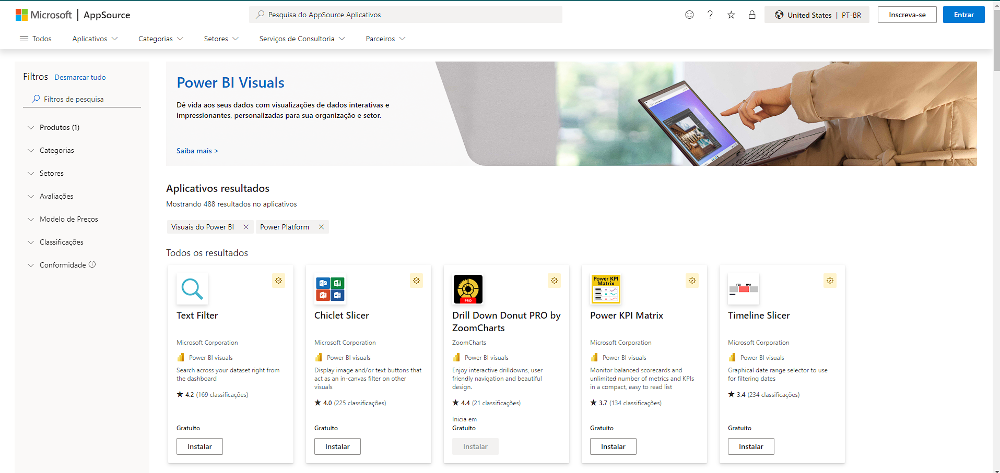 Microsoft | AppSource
Pesquisa do AppSource Aplicativos
United States | PT-BR
Inscreva-se
Entrar
Todos
Aplicativos
Categorias
Setores
Serviços de Consultoria
Parceiros
Filtros
Desmarcar tudo
Filtros de pesquisa
Produtos (1)
Categorias
Setores
Avaliações
Modelo de Preços
Classificações
Conformidade
Power BI Visuals
Dê vida aos seus dados com visualizações de dados interativas e
impressionantes, personalizadas para sua organização e setor.
Saiba mais >
Aplicativos resultados
Mostrando 488 resultados no aplicativos
Visuais do Power BI
Power Platform
Todos os resultados
Text Filter
Microsoft Corporation
Power BI visuals
Search across your dataset right from
the dashboard
4.2 (169 classificações)
Gratuito
Instalar
Chiclet Slicer
Microsoft Corporation
Power BI visuals
Display image and/or text buttons that
act as an in-canvas filter on other
visuals
4.0 (225 classificações)
Gratuito
Instalar
PRO
Drill Down Donut PRO by
ZoomCharts
ZoomCharts
Power BI visuals
Enjoy interactive drilldowns, user
friendly navigation and beautiful
design.
4.4 (21 classificações)
Inicia em
Gratuito
Instalar
Power KPI
Matrix
Power KPI Matrix
Microsoft Corporation
Power BI visuals
Monitor balanced scorecards and
unlimited number of metrics and KPIs
in a compact, easy to read list
3.7 (134 classificações)
Gratuito
Instalar
FEB MAR
Timeline Slicer
Microsoft Corporation
Power BI visuals
Graphical date range selector to use
for filtering dates
3.4 (234 classificações)
Gratuito
Instalar